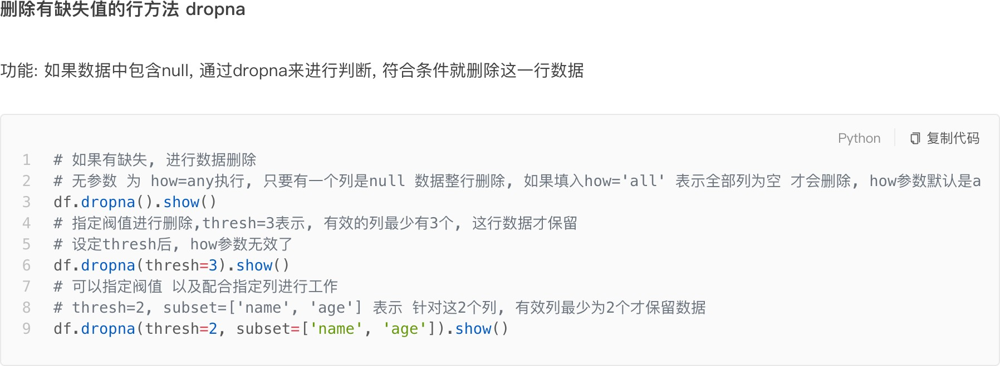 删除有缺失值的行方法 dropna
功能: 如果数据中包含null, 通过dropna来进行判断, 符合条件就删除这一行数据
Python 复制代码
1 # 如果有缺失, 进行数据删除
2 # 无参数 为 how=any执行, 只要有一个列是null 数据整行删除, 如果填入how='all' 表示全部列为空 才会删除, how参数默认是a
3 df.dropna().show()
4 # 指定阀值进行删除,thresh=3表示, 有效的列最少有3个, 这行数据才保留
5 # 设定thresh后, how参数无效了
6 df.dropna(thresh=3).show()
7 # 可以指定阀值 以及配合指定列进行工作
8 # thresh=2, subset=['name', 'age'] 表示 针对这2个列, 有效列最少为2个才保留数据
9 df.dropna(thresh=2, subset=['name', 'age']).show()